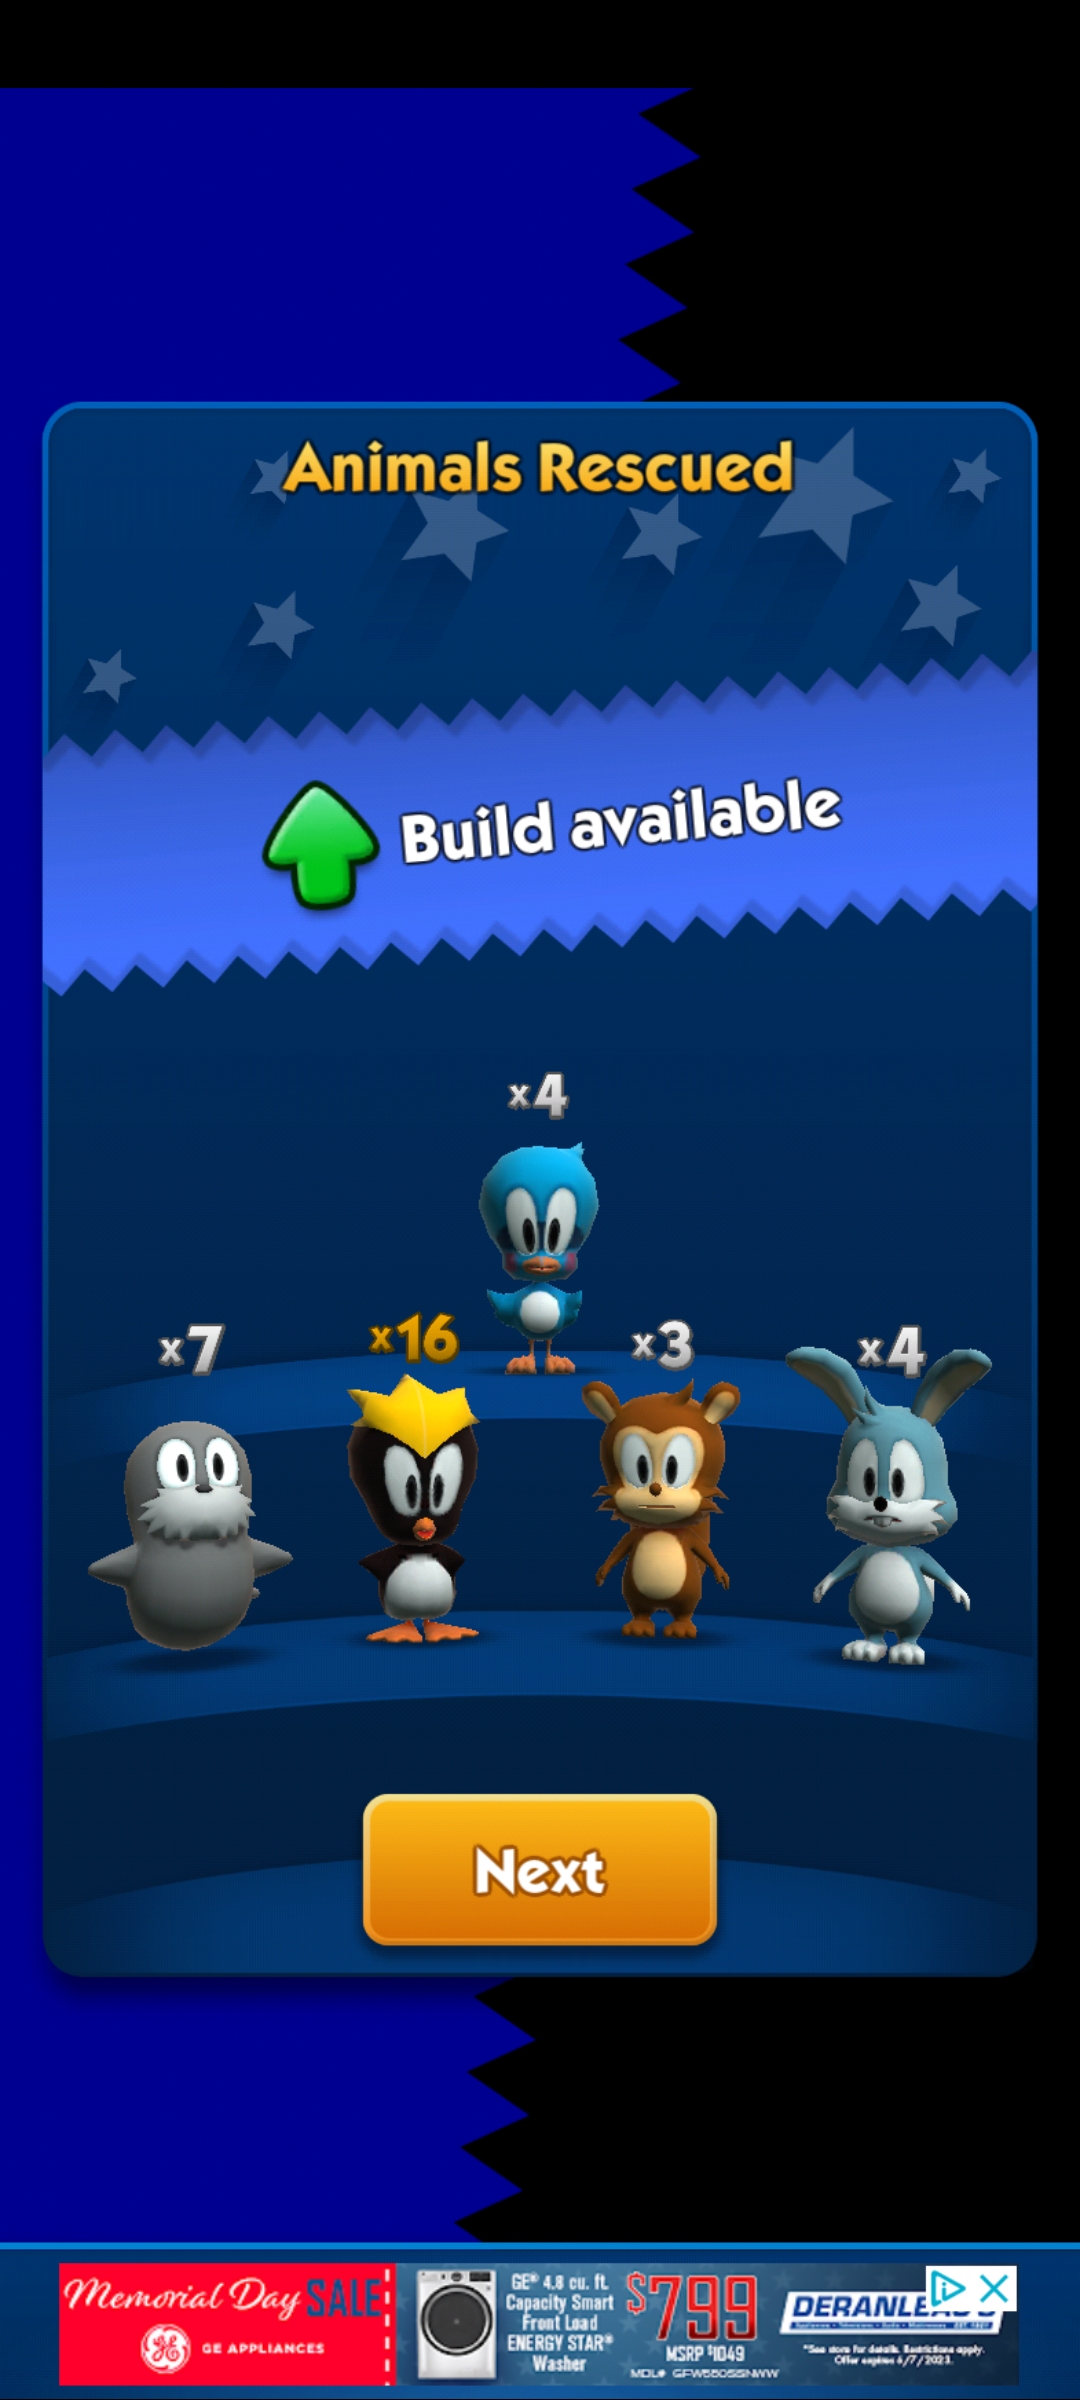 Animals Rescued
Build available
x4
x7
x16
x3
x4
Next
Memorial Day SALE
GE APPLIANCES
GE® 4.8 cu. ft.
Capacity Smart
Front Load
ENERGY STAR®
Washer
$799
MSRP $1049
MDL# GFW550SSNWW
*See store for details. Restrictions apply.
Offer expires 6/7/2023.